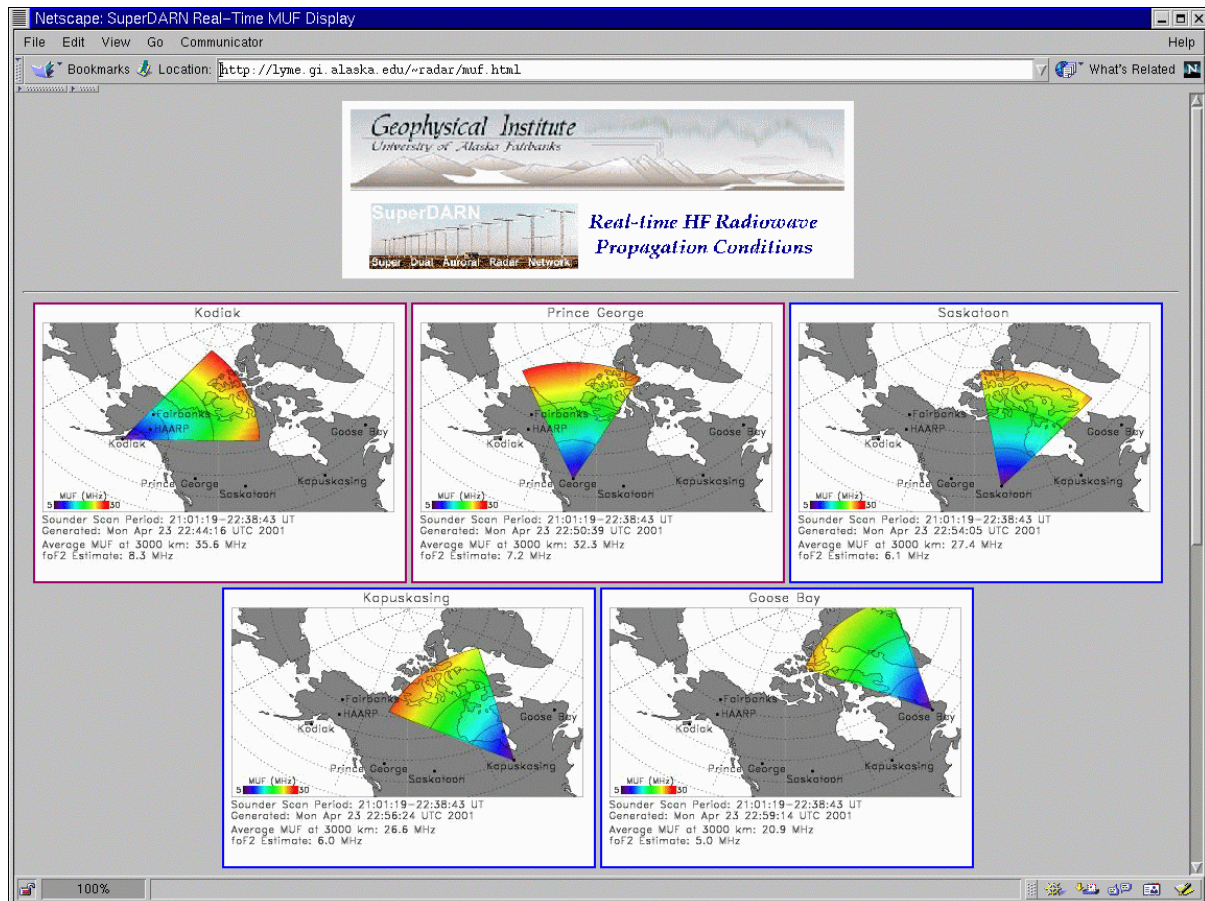 Netscape: SuperDARN Real-Time MUF Display
File Edit View Go Communicator Help
Bookmarks Location: http://lyme.gi.alaska.edu/~radar/muf.html What's Related N
Geophysical Institute
University of Alaska Fairbanks
SuperDARN
Super Dual Auroral Radar Network
Real-time HF Radiowave
Propagation Conditions
Kodiak
Fairbanks
HAARP
Kodiak
Goose Bay
Prince George
Saskatoon
Kapuskasing
MUF (MHz)
5 30
Sounder Scan Period: 21:01:19-22:38:43 UT
Generated: Mon Apr 23 22:44:16 UTC 2001
Average MUF at 3000 km: 35.6 MHz
foF2 Estimate: 8.3 MHz
Prince George
Fairbanks
HAARP
Kodiak
Goose Bay
Prince George
Saskatoon
Kapuskasing
MUF (MHz)
5 30
Sounder Scan Period: 21:01:19-22:38:43 UT
Generated: Mon Apr 23 22:50:39 UTC 2001
Average MUF at 3000 km: 32.3 MHz
foF2 Estimate: 7.2 MHz
Saskatoon
Fairbanks
HAARP
Kodiak
Goose Bay
Prince George
Saskatoon
Kapuskasing
MUF (MHz)
5 30
Sounder Scan Period: 21:01:19-22:38:43 UT
Generated: Mon Apr 23 22:54:05 UTC 2001
Average MUF at 3000 km: 27.4 MHz
foF2 Estimate: 6.1 MHz
Kapuskasing
Fairbanks
HAARP
Kodiak
Goose Bay
Prince George
Saskatoon
Kapuskasing
MUF (MHz)
5 30
Sounder Scan Period: 21:01:19-22:38:43 UT
Generated: Mon Apr 23 22:56:24 UTC 2001
Average MUF at 3000 km: 26.6 MHz
foF2 Estimate: 6.0 MHz
Goose Bay
Fairbanks
HAARP
Kodiak
Goose Bay
Prince George
Saskatoon
Kapuskasing
MUF (MHz)
5 30
Sounder Scan Period: 21:01:19-22:38:43 UT
Generated: Mon Apr 23 22:59:14 UTC 2001
Average MUF at 3000 km: 20.9 MHz
foF2 Estimate: 5.0 MHz
100%